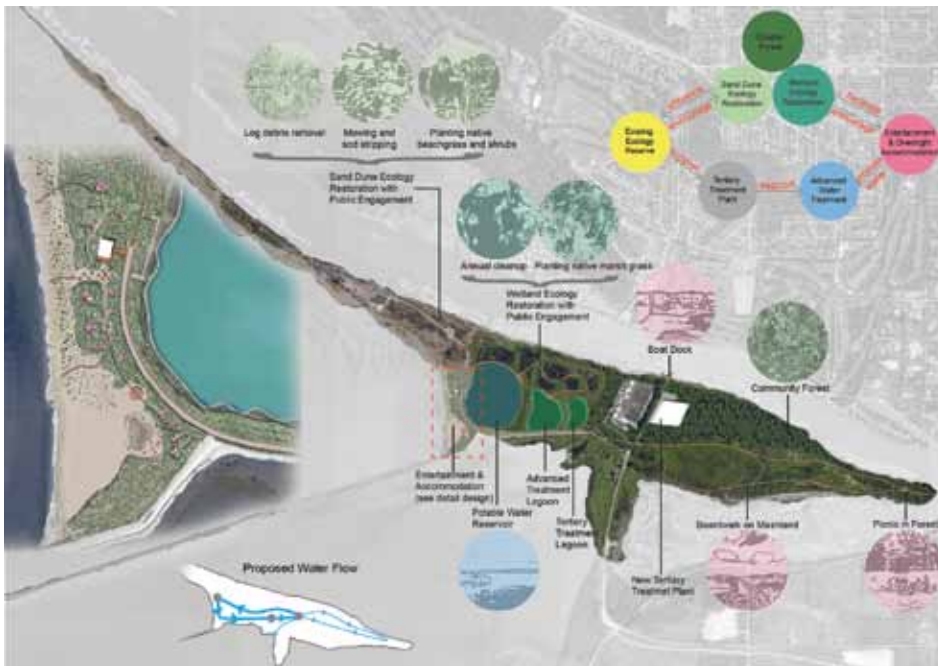 Log debris removal
Mowing and
sod stripping
Planting native
beachgrass and shrubs
Sand Dune Ecology
Restoration with
Public Engagement
Annual cleanup
Planting native marsh grass
Wetland Ecology
Restoration with
Public Engagement
Sand Dune
Ecology
Restoration
Existing
Ecology
Reserve
Entertainment
& Overnight
Tertiary
Treatment
Plant
Advanced
Water
Treatment
Boat Dock
Community Forest
Entertainment &
Accommodation
(see detail design)
Potable Water
Reservoir
Advanced
Treatment
Lagoon
Tertiary
Treatment
Lagoon
New Tertiary
Treatment Plant
Boardwalk on Marshland
Picnic in Forest
Proposed Water Flow